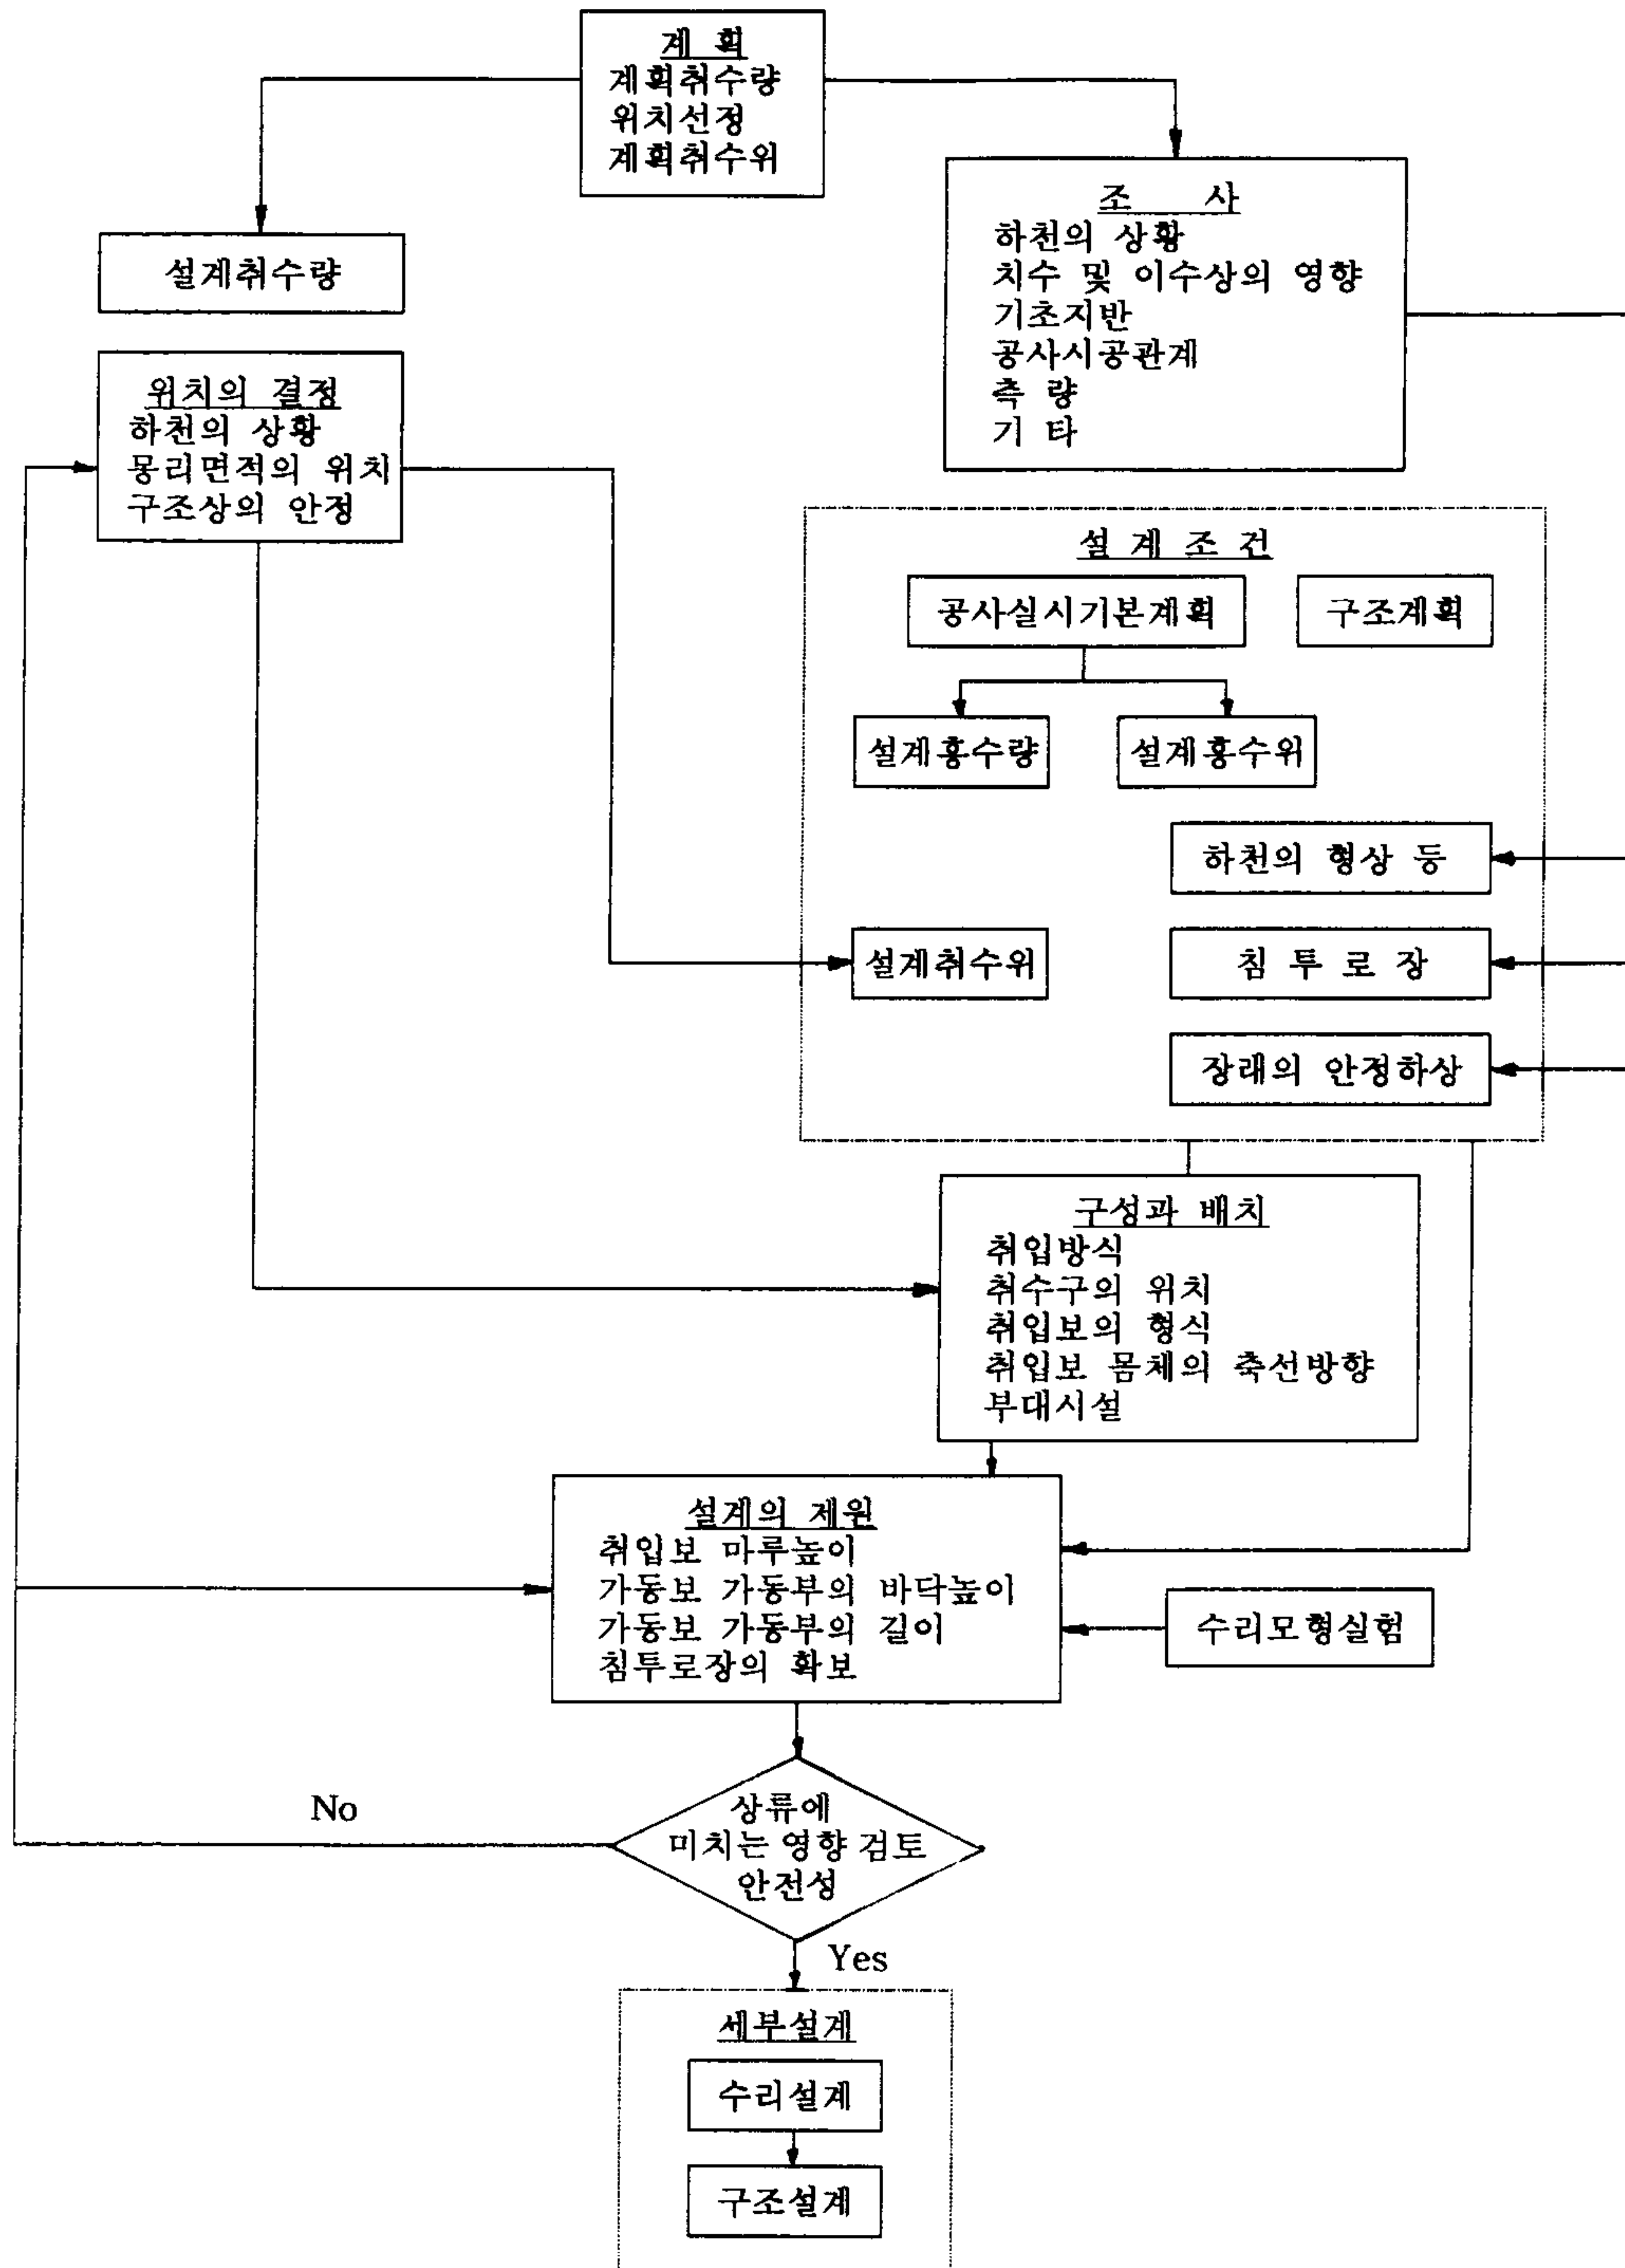 계 획
계획취수량
위치선정
계획취수위
조 사
하천의 상황
치수 및 이수상의 영향
기초지반
공사시공관계
측 량
기 타
설계취수량
위치의 결정
하천의 상황
몽리면적의 위치
구조상의 안정
설 계 조 건
공사실시기본계획
구조계획
설계홍수량
설계홍수위
하천의 형상 등
설계취수위
침 투 로 장
장래의 안정하상
구성과 배치
취입방식
취수구의 위치
취입보의 형식
취입보 몸체의 축선방향
부대시설
설계의 제원
취입보 마루높이
가동보 가동부의 바닥높이
가동보 가동부의 길이
침투로장의 확보
수리모형실험
상류에
미치는 영향 검토
안전성
No
Yes
세부설계
수리설계
구조설계